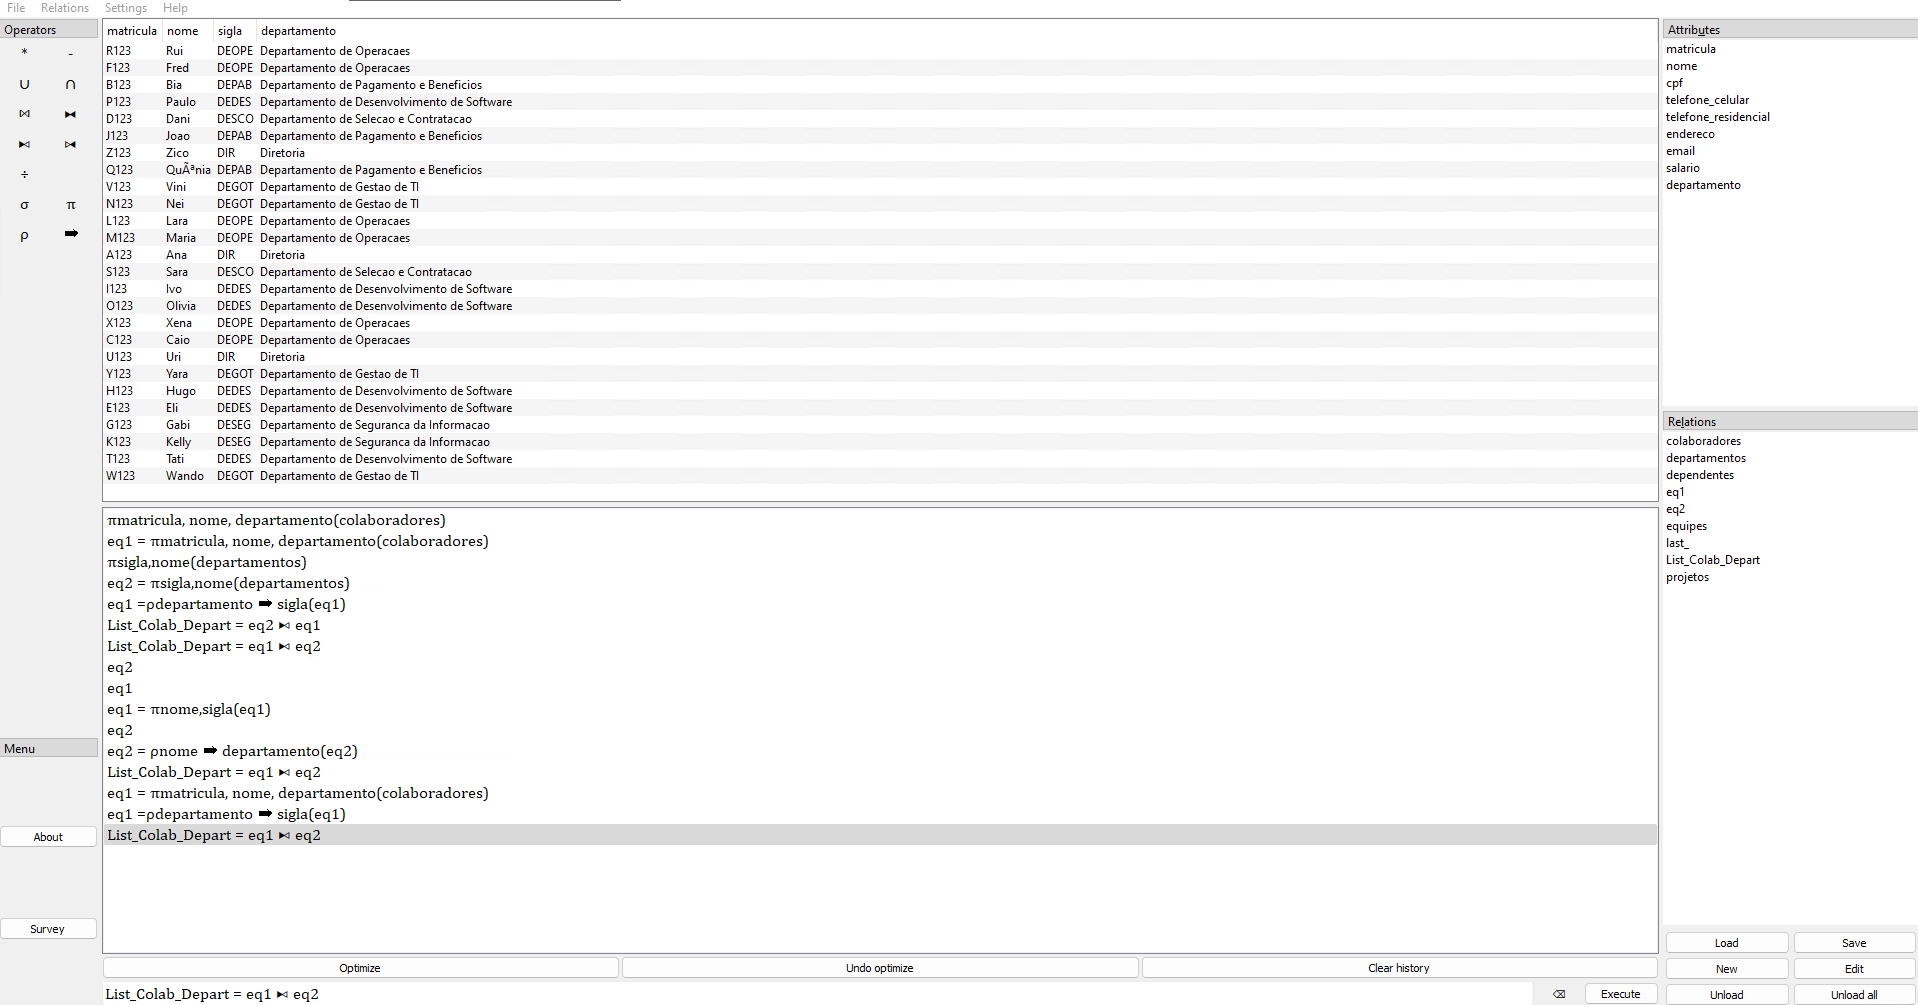 File Relations Settings Help
Operators
* -
∪ ∩
⋈ ⧓
⧑ ⧒
÷
σ π
ρ ➡
Menu
About
Survey
matricula nome sigla departamento
R123 Rui DEOPE Departamento de Operacaes
F123 Fred DEOPE Departamento de Operacaes
B123 Bia DEPAB Departamento de Pagamento e Beneficios
P123 Paulo DEDES Departamento de Desenvolvimento de Software
D123 Dani DESCO Departamento de Selecao e Contratacao
J123 Joao DEPAB Departamento de Pagamento e Beneficios
Z123 Zico DIR Diretoria
Q123 QuÃªnia DEPAB Departamento de Pagamento e Beneficios
V123 Vini DEGOT Departamento de Gestao de TI
N123 Nei DEGOT Departamento de Gestao de TI
L123 Lara DEOPE Departamento de Operacaes
M123 Maria DEOPE Departamento de Operacaes
A123 Ana DIR Diretoria
S123 Sara DESCO Departamento de Selecao e Contratacao
I123 Ivo DEDES Departamento de Desenvolvimento de Software
O123 Olivia DEDES Departamento de Desenvolvimento de Software
X123 Xena DEOPE Departamento de Operacaes
C123 Caio DEOPE Departamento de Operacaes
U123 Uri DIR Diretoria
Y123 Yara DEGOT Departamento de Gestao de TI
H123 Hugo DEDES Departamento de Desenvolvimento de Software
E123 Eli DEDES Departamento de Desenvolvimento de Software
G123 Gabi DESEG Departamento de Seguranca da Informacao
K123 Kelly DESEG Departamento de Seguranca da Informacao
T123 Tati DEDES Departamento de Desenvolvimento de Software
W123 Wando DEGOT Departamento de Gestao de TI
πmatricula, nome, departamento(colaboradores)
eq1 = πmatricula, nome, departamento(colaboradores)
πsigla,nome(departamentos)
eq2 = πsigla,nome(departamentos)
eq1 =ρdepartamento ➡ sigla(eq1)
List_Colab_Depart = eq2 ⧑ eq1
List_Colab_Depart = eq1 ⧑ eq2
eq2
eq1
eq1 = πnome,sigla(eq1)
eq2
eq2 = ρnome ➡ departamento(eq2)
List_Colab_Depart = eq1 ⧑ eq2
eq1 = πmatricula, nome, departamento(colaboradores)
eq1 =ρdepartamento ➡ sigla(eq1)
List_Colab_Depart = eq1 ⧑ eq2
Optimize Undo optimize Clear history
List_Colab_Depart = eq1 ⧑ eq2 ⌫ Execute
Attributes
matricula
nome
cpf
telefone_celular
telefone_residencial
endereco
email
salario
departamento
Relations
colaboradores
departamentos
dependentes
eq1
eq2
equipes
last_
List_Colab_Depart
projetos
Load Save
New Edit
Unload Unload all